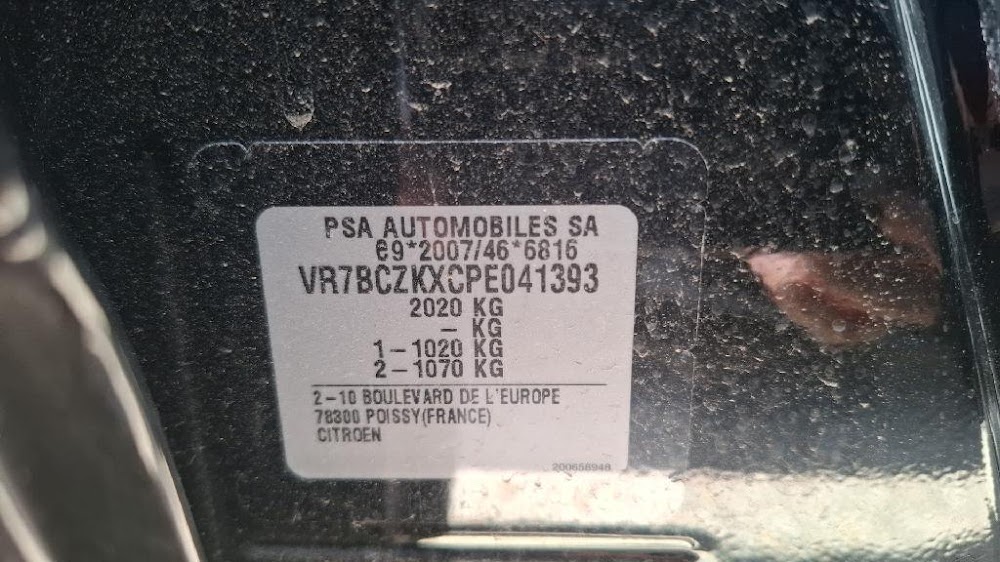 PSA AUTOMOBILES SA
e9*2007/46*6816
VR7BCZKXCPE041393
2020 KG
- KG
1-1020 KG
2-1070 KG
2-10 BOULEVARD DE L'EUROPE
78300 POISSY(FRANCE)
CITROEN
200658948